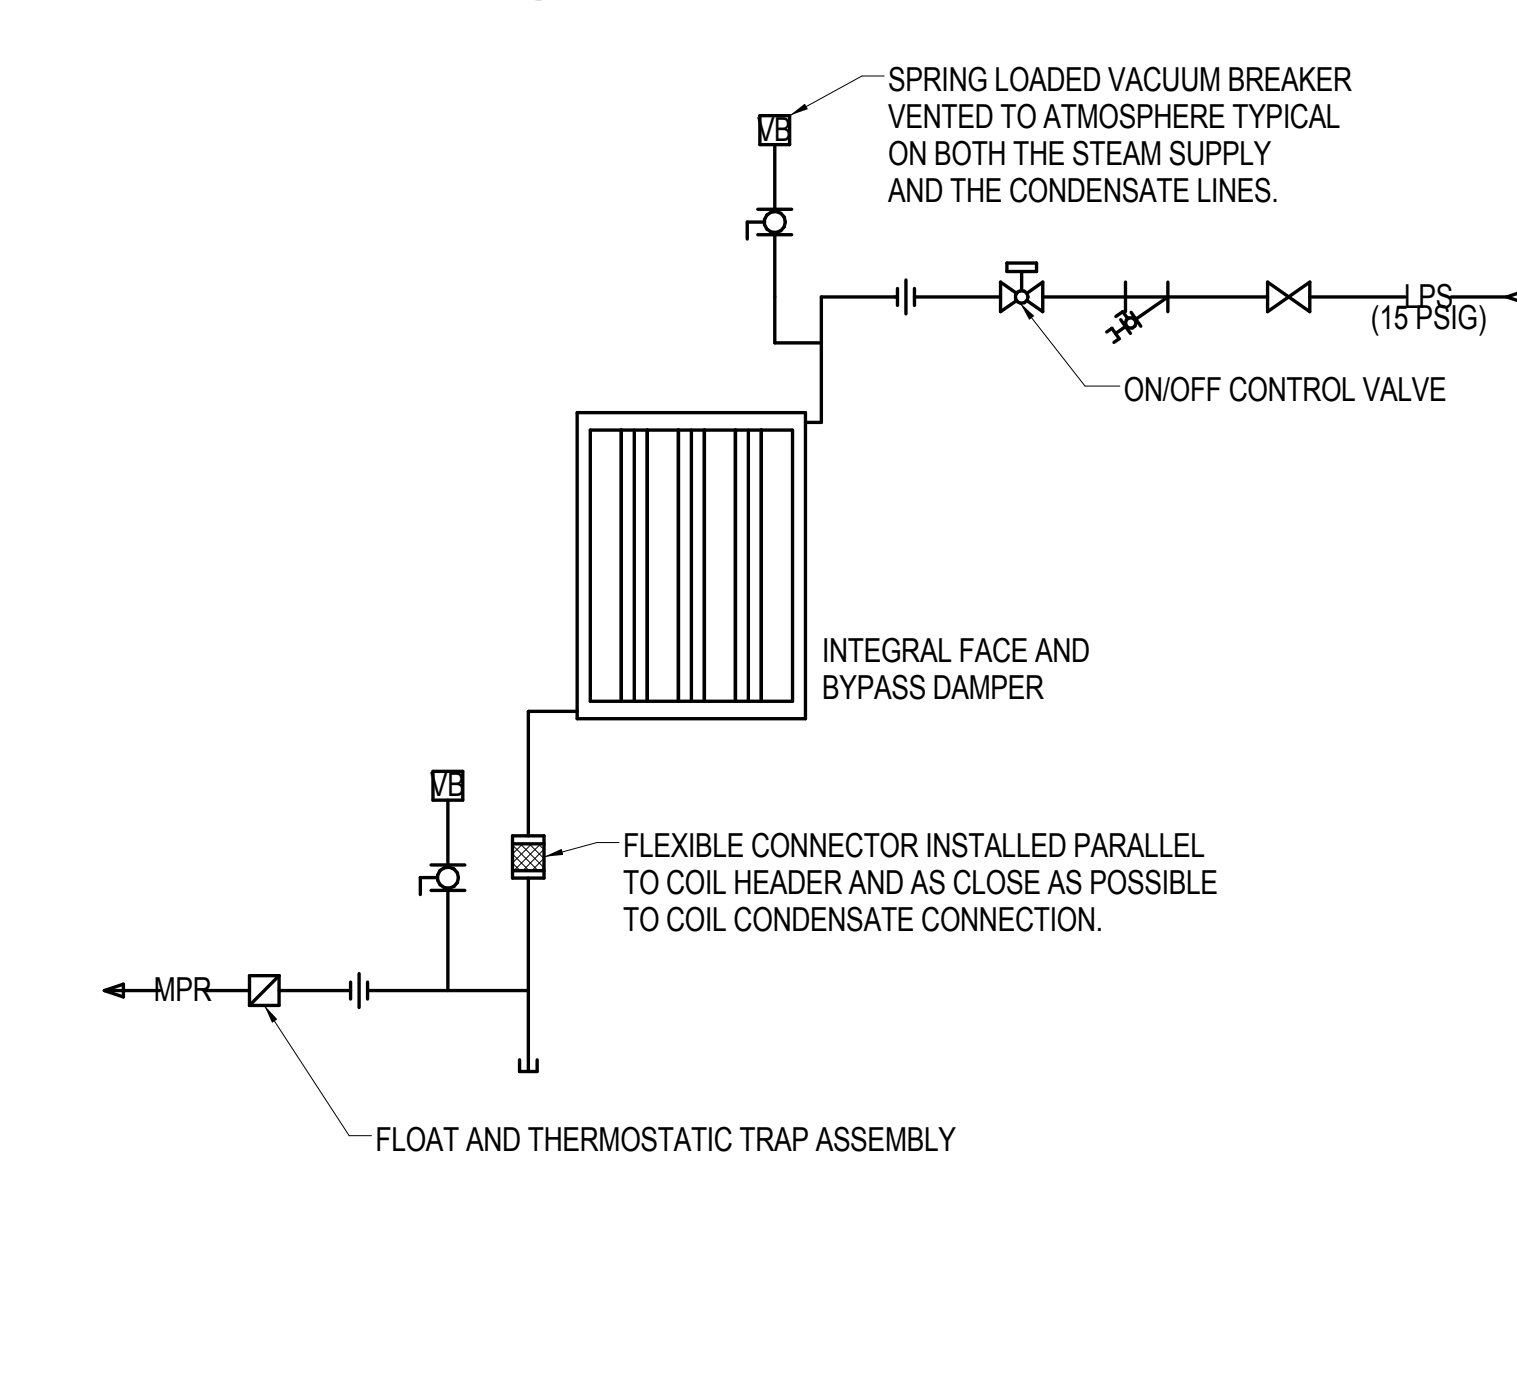 SPRING LOADED VACUUM BREAKER
VENTED TO ATMOSPHERE TYPICAL
ON BOTH THE STEAM SUPPLY
AND THE CONDENSATE LINES.
VB
LPS
(15 PSIG)
ON/OFF CONTROL VALVE
INTEGRAL FACE AND
BYPASS DAMPER
VB
FLEXIBLE CONNECTOR INSTALLED PARALLEL
TO COIL HEADER AND AS CLOSE AS POSSIBLE
TO COIL CONDENSATE CONNECTION.
MPR
FLOAT AND THERMOSTATIC TRAP ASSEMBLY